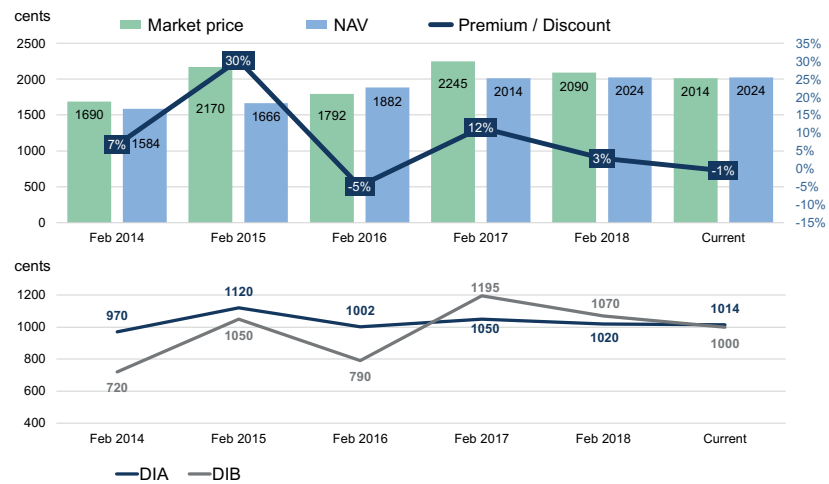 cents
Market price NAV Premium / Discount
2500 35%
30%
2000 25%
20%
1500 15%
10%
1000 5%
0%
500 -5%
-10%
0 -15%
1690 2170 1792 2245 2090 2014
1584 1666 1882 2014 2024 2024
7% 30% -5% 12% 3% -1%
Feb 2014 Feb 2015 Feb 2016 Feb 2017 Feb 2018 Current
cents
1200
1000
800
600
400
970 1120 1002 1050 1020 1014
720 1050 790 1195 1070 1000
Feb 2014 Feb 2015 Feb 2016 Feb 2017 Feb 2018 Current
DIA DIB